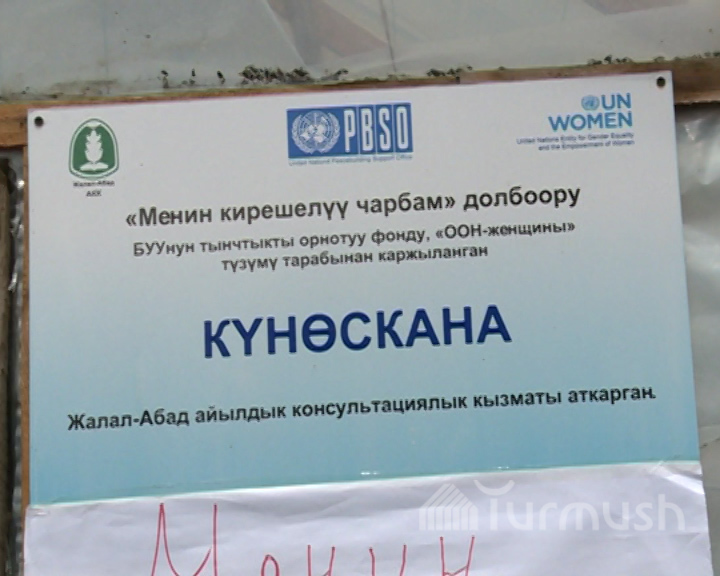 Жалал-Абад
АКК
PBSO
United Nations Peacebuilding Support Office
UN
WOMEN
United Nations Entity for Gender Equality
and the Empowerment of Women
«Менин кирешелүү чарбам» долбоору
БУУнун тынчтыкты орнотуу фонду, «ООН-женщины»
түзүмү тарабынан каржыланган
КҮНӨСКАНА
Жалал-Абад айылдык консультациялык кызматы аткарган.
Turmush
Менин